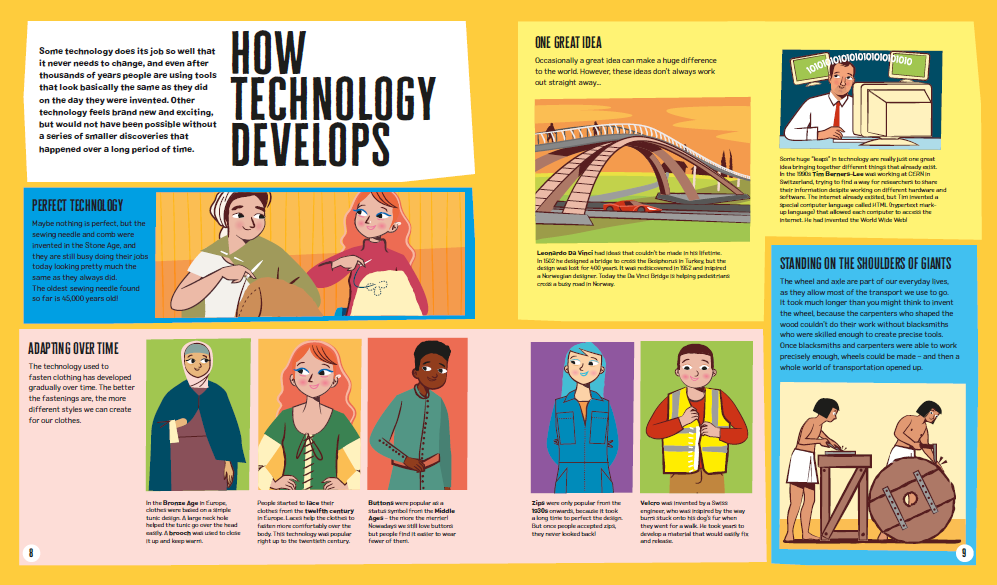 Some technology does its job so well that
it never needs to change, and even after
thousands of years people are using tools
that look basically the same as they did
on the day they were invented. Other
technology feels brand new and exciting,
but would not have been possible without
a series of smaller discoveries that
happened over a long period of time.
HOW
TECHNOLOGY
DEVELOPS
PERFECT TECHNOLOGY
Maybe nothing is perfect, but the
sewing needle and comb were
invented in the Stone Age, and
they are still busy doing their jobs
today looking pretty much the
same as they always did.
The oldest sewing needle found
so far is 45,000 years old!
ADAPTING OVER TIME
The technology used to
fasten clothing has developed
gradually over time. The better
the fastenings are, the more
different styles we can create
for our clothes.
In the Bronze Age in Europe,
clothes were based on a simple
tunic design. A large neck hole
helped the tunic go over the head
easily. A brooch was used to close
it up and keep warm.
People started to lace their
clothes from the twelfth century
in Europe. Laces help the clothes to
fasten more comfortably over the
body. This technology was popular
right up to the twentieth century.
Buttons were popular as a
status symbol from the Middle
Ages – the more the merrier!
Nowadays we still love buttons
but people find it easier to wear
fewer of them.
8
ONE GREAT IDEA
Occasionally a great idea can make a huge difference
to the world. However, these ideas don't always work
out straight away...
Leonardo Da Vinci had ideas that couldn't be made in his lifetime.
In 1502 he designed a bridge to cross the Bosphorus in Turkey, but the
design was lost for 400 years. It was rediscovered in 1952 and inspired
a Norwegian designer. Today the Da Vinci Bridge is helping pedestrians
cross a busy road in Norway.
Some huge "leaps" in technology are really just one great
idea bringing together different things that already exist.
In the 1990s Tim Berners-Lee was working at CERN in
Switzerland, trying to find a way for researchers to share
their information despite working on different hardware and
software. The internet already existed, but Tim invented a
special computer language called HTML (hypertext mark-
up language) that allowed each computer to access the
internet. He had invented the World Wide Web!
STANDING ON THE SHOULDERS OF GIANTS
The wheel and axle are part of our everyday lives,
as they allow most of the transport we use to go.
It took much longer than you might think to invent
the wheel, because the carpenters who shaped the
wood couldn't do their work without blacksmiths
who were skilled enough to create precise tools.
Once blacksmiths and carpenters were able to work
precisely enough, wheels could be made – and then a
whole world of transportation opened up.
Zips were only popular from the
1930s onwards, because it took
a long time to perfect the design.
But once people accepted zips,
they never looked back!
Velcro was invented by a Swiss
engineer, who was inspired by the way
burrs stuck onto his dog's fur when
they went for a walk. He took years to
develop a material that would easily fix
and release.
9